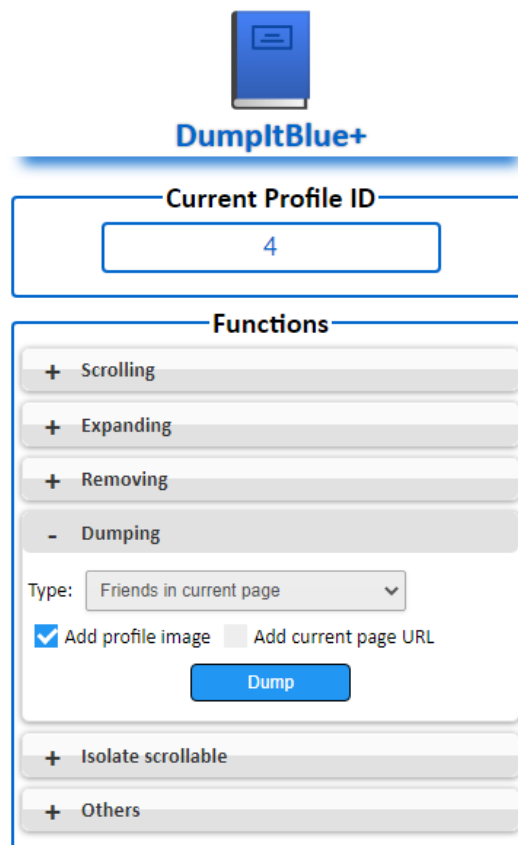 DumpItBlue+
Current Profile ID
4
Functions
+ Scrolling
+ Expanding
+ Removing
- Dumping
Type: Friends in current page
Add profile image Add current page URL
Dump
+ Isolate scrollable
+ Others